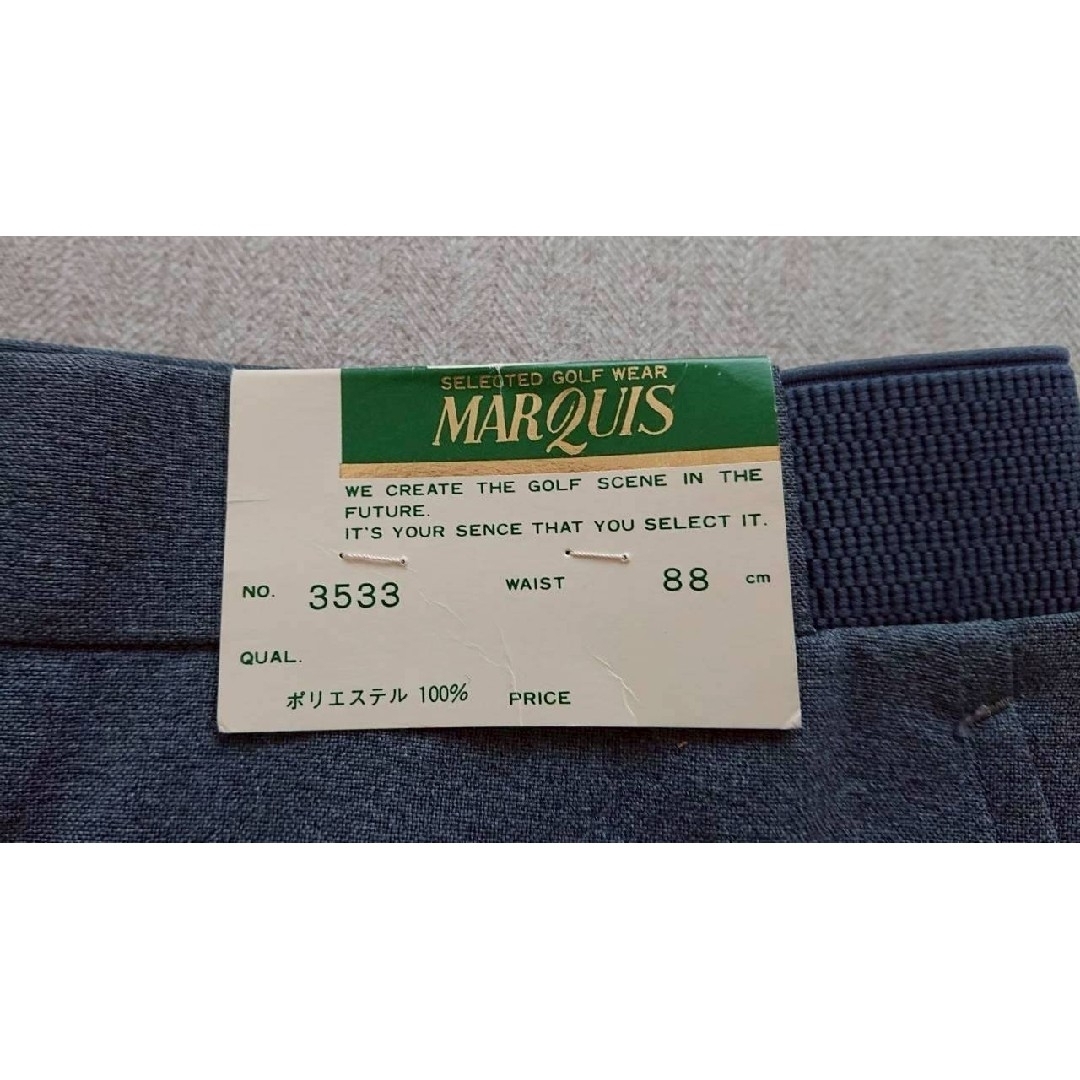 SELECTED GOLF WEAR
MARQUIS
WE CREATE THE GOLF SCENE IN THE
FUTURE.
IT'S YOUR SENCE THAT YOU SELECT IT.
NO. 3533 WAIST 88 cm
QUAL.
ポリエステル 100% PRICE